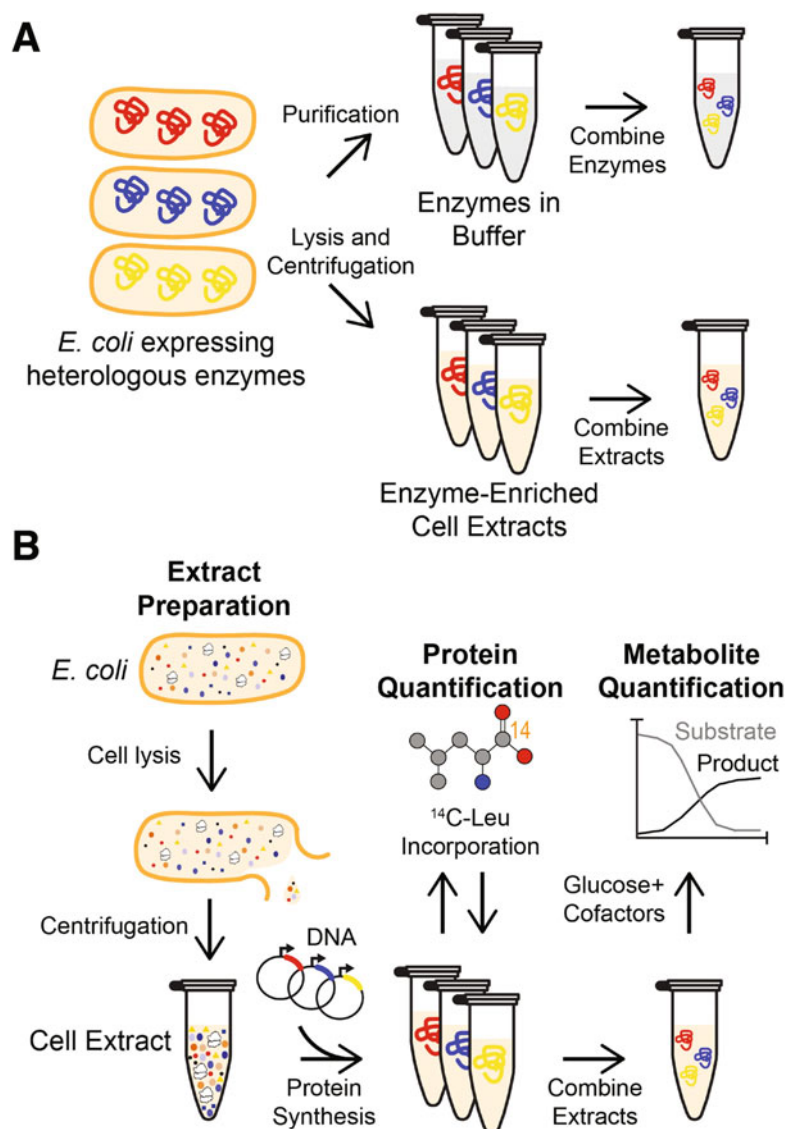 A
Purification
Combine
Enzymes
Enzymes in
Buffer
Lysis and
Centrifugation
E. coli expressing
heterologous enzymes
Combine
Extracts
Enzyme-Enriched
Cell Extracts
B
Extract
Preparation
E. coli
Cell lysis
Centrifugation
Cell Extract
DNA
Protein
Synthesis
Protein
Quantification
14
¹⁴C-Leu
Incorporation
Combine
Extracts
Metabolite
Quantification
Substrate
Product
Glucose+
Cofactors